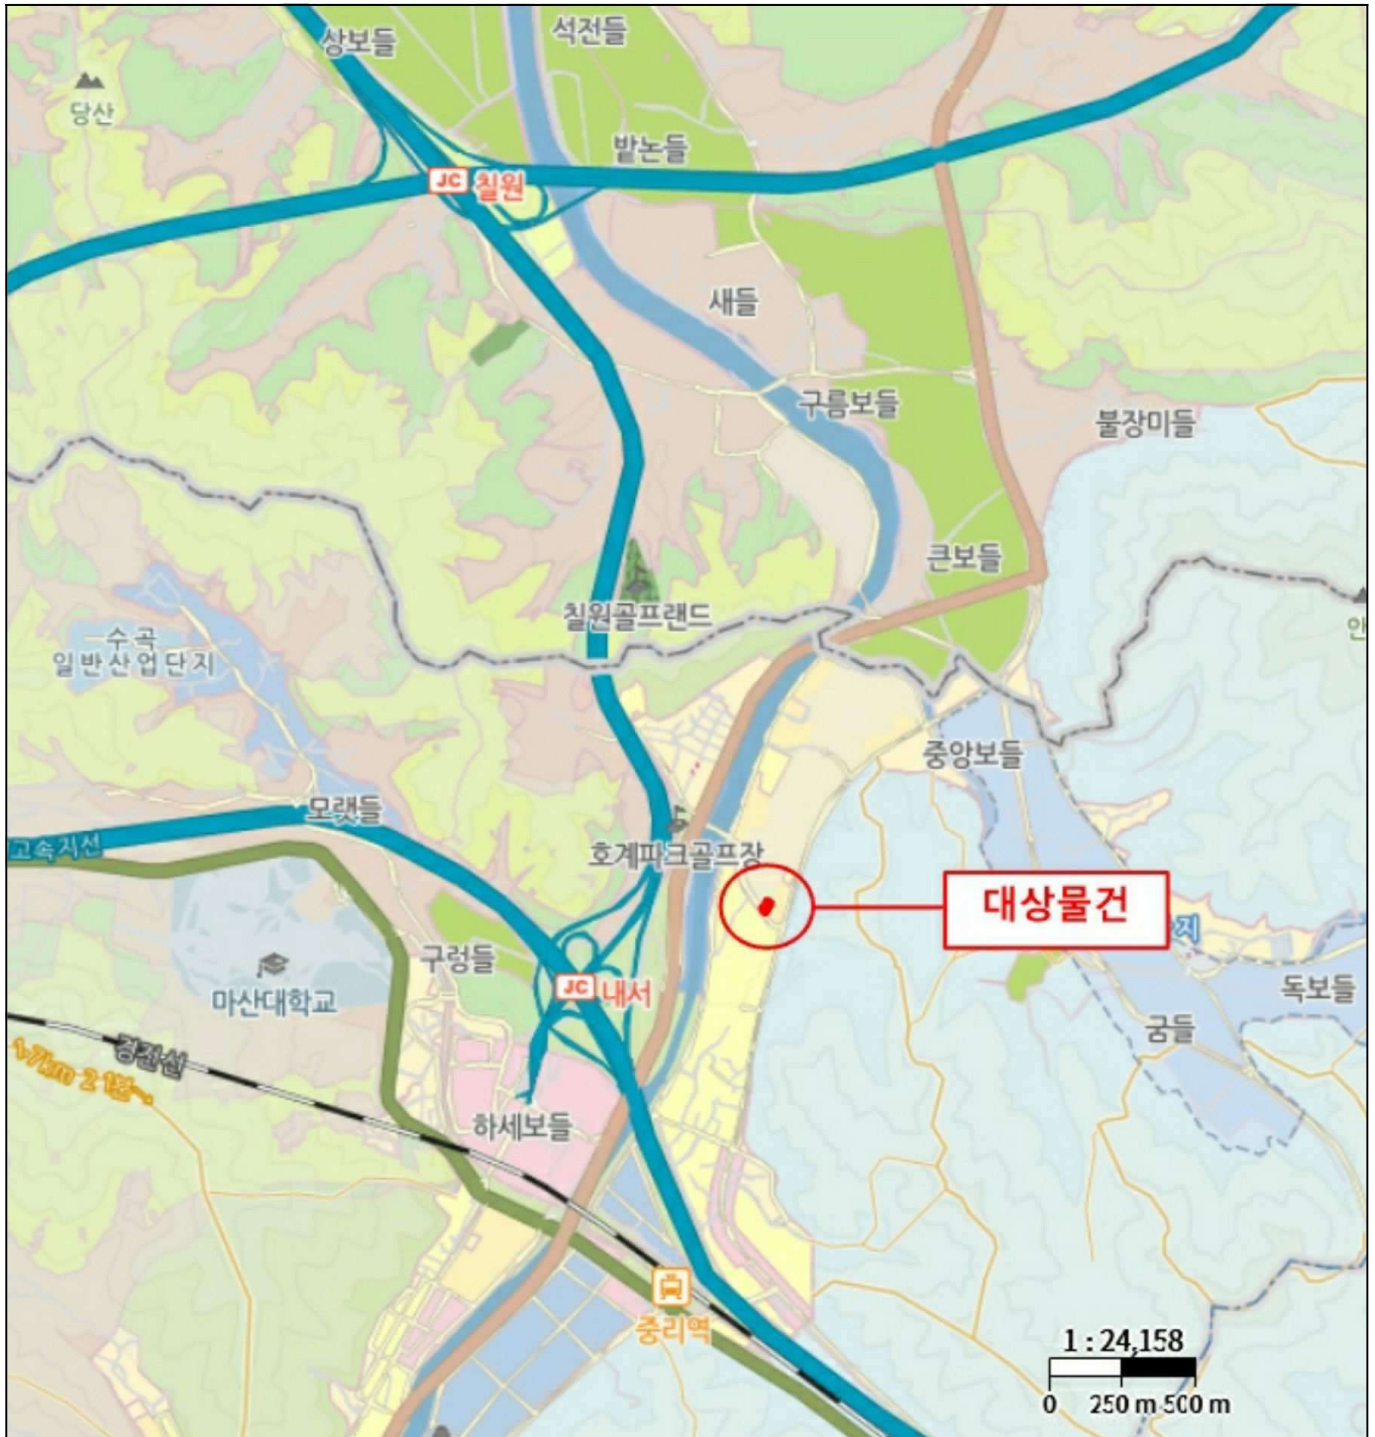 상보들
석전들
당산
밭논들
JC 칠원
새들
구름보들
불장미들
큰보들
칠원골프랜드
수곡
일반산업단지
중앙보들
모랫들
고속지선
호계파크골프장
대상물건
지
구렁들
마산대학교
JC 내서
독보들
궁들
경전선
하세보들
중리역
1 : 24,158
0 250 m 500 m